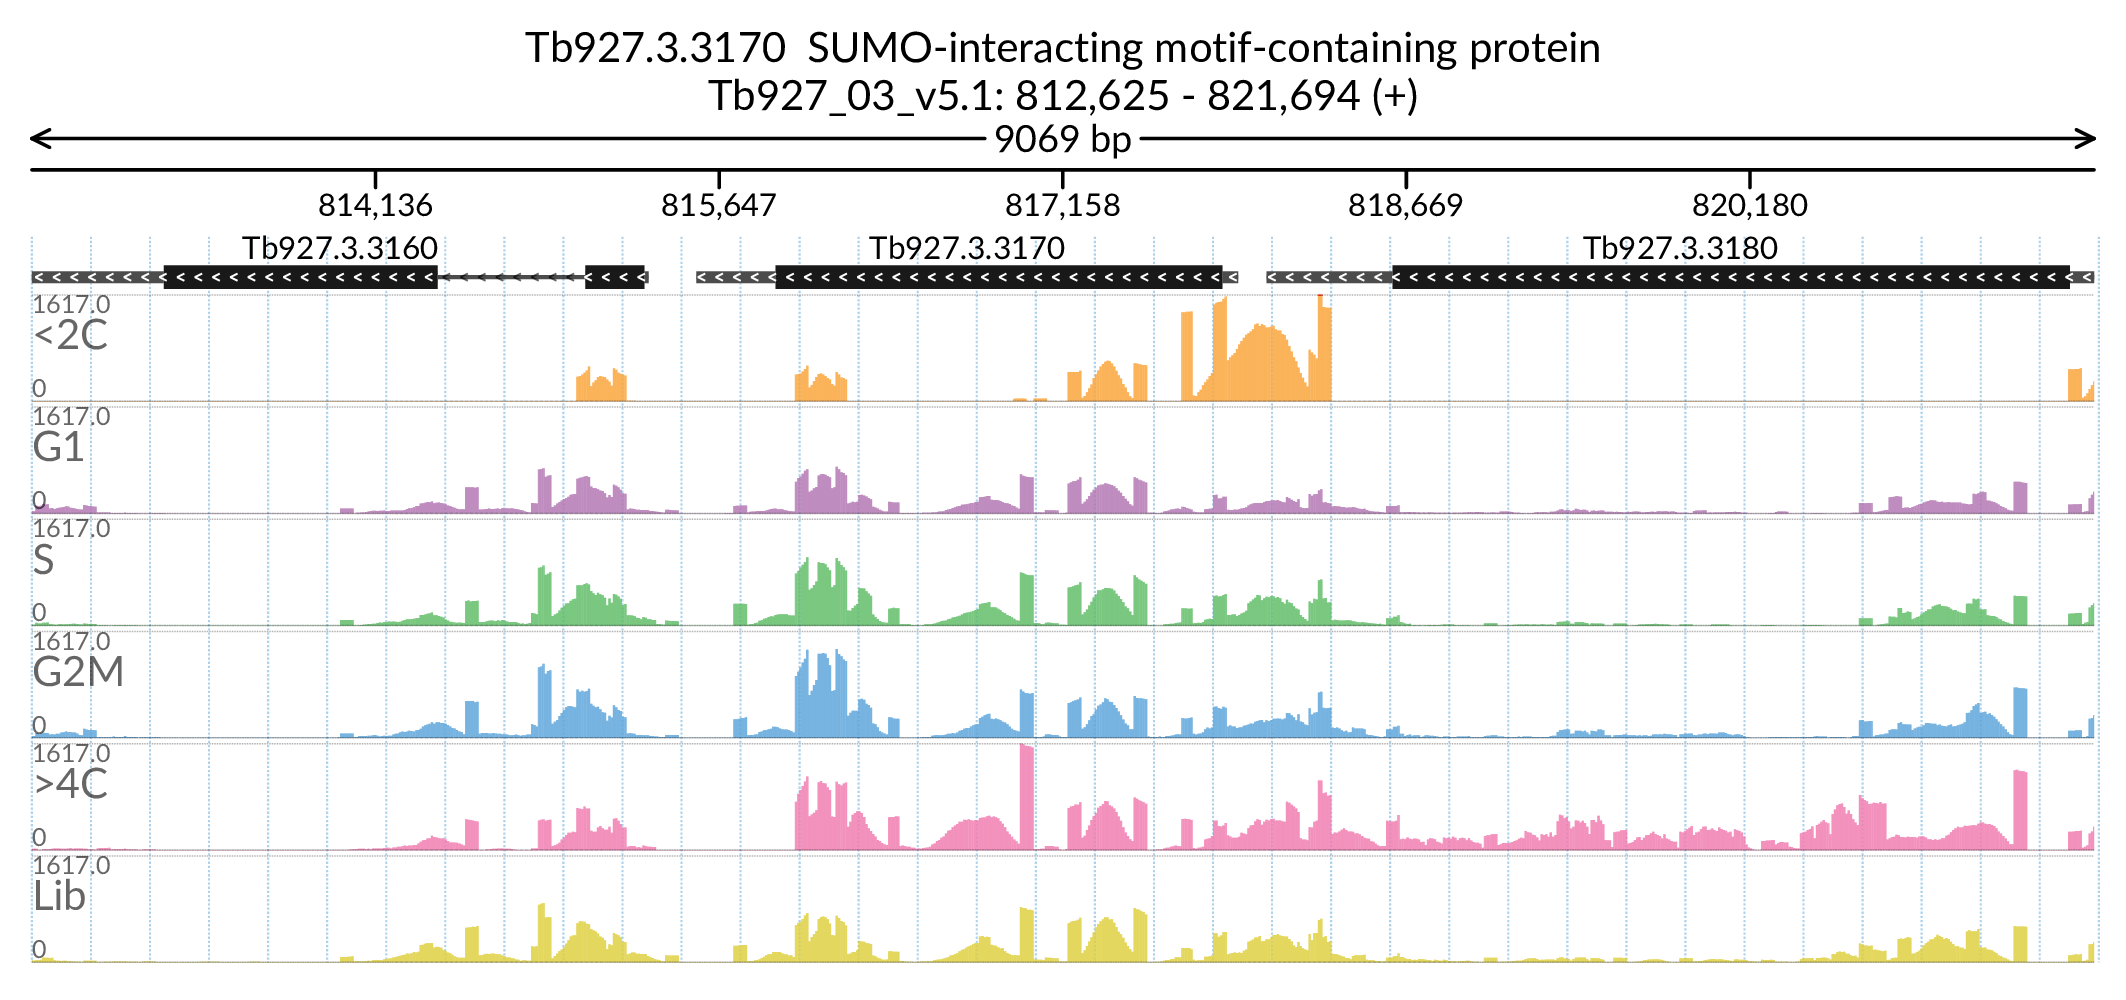 Tb927.3.3170  SUMO-interacting motif-containing protein
Tb927_03_v5.1: 812,625 - 821,694 (+)
9069 bp
814,136 815,647 817,158 818,669 820,180
Tb927.3.3160 Tb927.3.3170 Tb927.3.3180
1617.0
<2C
0
1617.0
G1
0
1617.0
S
0
1617.0
G2M
0
1617.0
>4C
0
1617.0
Lib
0